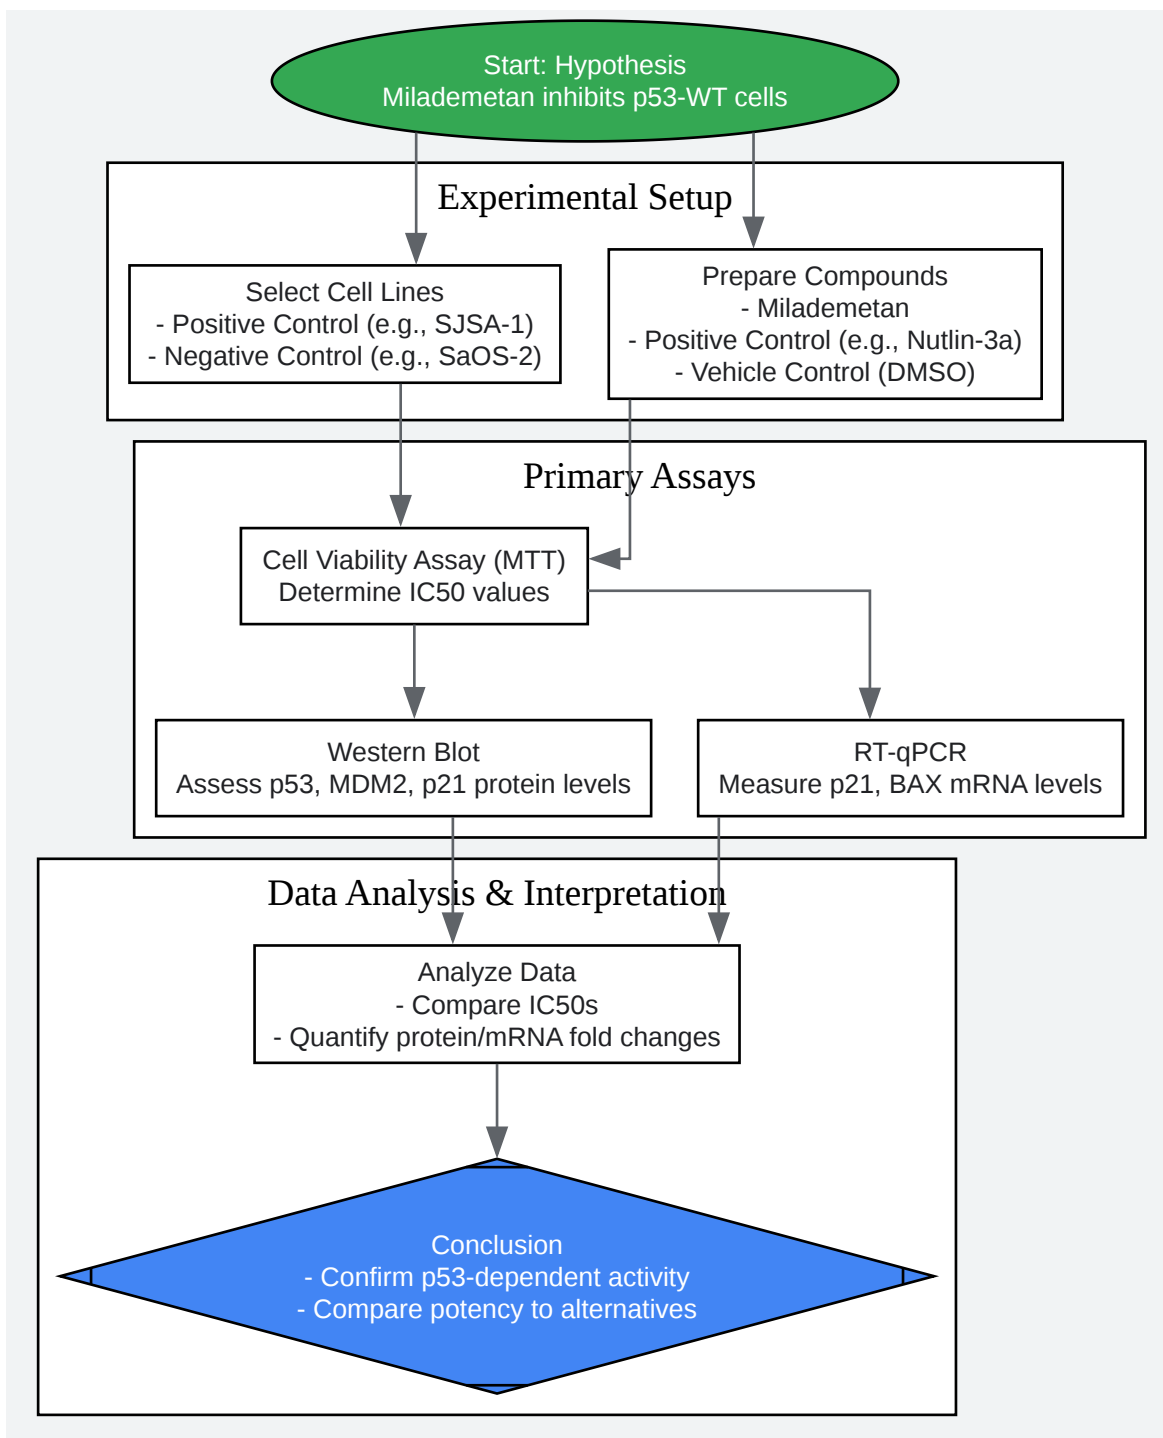 Start: Hypothesis
Milademetan inhibits p53-WT cells
Experimental Setup
Select Cell Lines
- Positive Control (e.g., SJSA-1)
- Negative Control (e.g., SaOS-2)
Prepare Compounds
- Milademetan
- Positive Control (e.g., Nutlin-3a)
- Vehicle Control (DMSO)
Primary Assays
Cell Viability Assay (MTT)
Determine IC50 values
Western Blot
Assess p53, MDM2, p21 protein levels
RT-qPCR
Measure p21, BAX mRNA levels
Data Analysis & Interpretation
Analyze Data
- Compare IC50s
- Quantify protein/mRNA fold changes
Conclusion
- Confirm p53-dependent activity
- Compare potency to alternatives